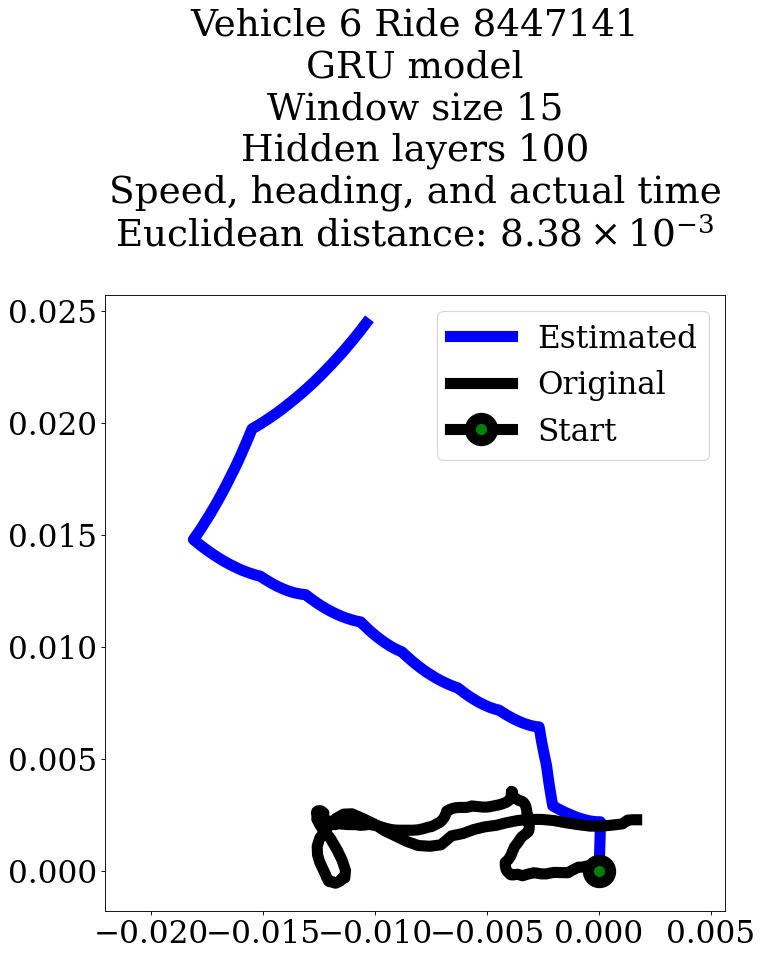 Vehicle 6 Ride 8447141
GRU model
Window size 15
Hidden layers 100
Speed, heading, and actual time
Euclidean distance: 8.38 × 10⁻³
Estimated
Original
Start
0.025
0.020
0.015
0.010
0.005
0.000
−0.020 −0.015 −0.010 −0.005 0.000 0.005